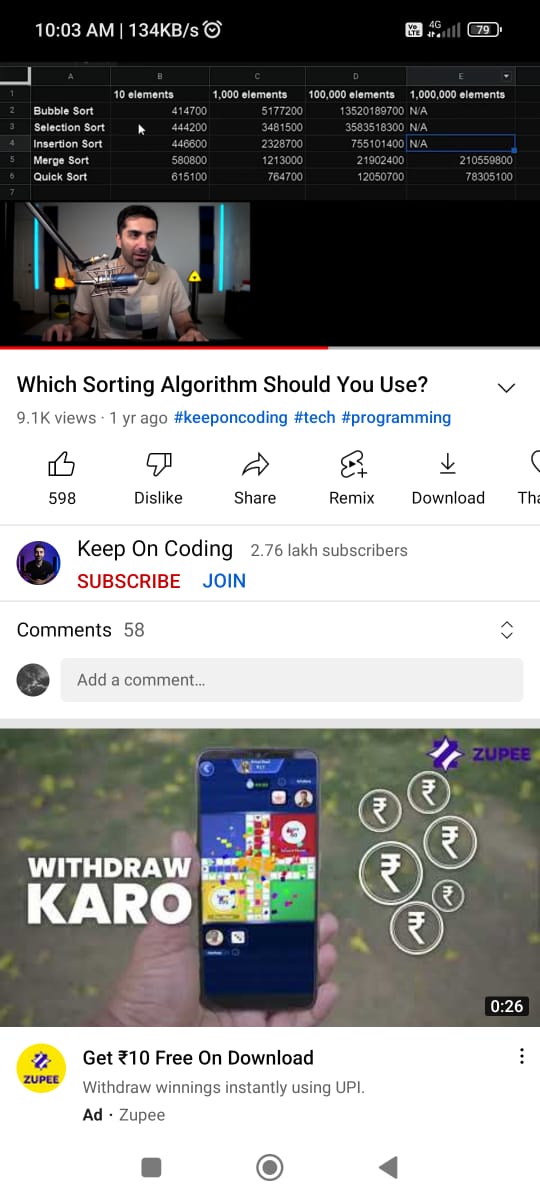 10:03 AM | 134KB/s
Vo LTE 4G 79
A B C D E
1 10 elements 1,000 elements 100,000 elements 1,000,000 elements
2 Bubble Sort 414700 5177200 13520189700 N/A
3 Selection Sort 444200 3481500 3583518300 N/A
4 Insertion Sort 446600 2328700 755101400 N/A
5 Merge Sort 580800 1213000 21902400 210559800
6 Quick Sort 615100 764700 12050700 78305100
7
Which Sorting Algorithm Should You Use?
9.1K views · 1 yr ago #keeponcoding #tech #programming
598 Dislike Share Remix Download Tha
Keep On Coding 2.76 lakh subscribers
SUBSCRIBE JOIN
Comments 58
Add a comment...
ZUPEE
WITHDRAW
KARO
₹ ₹ ₹ ₹ ₹ ₹
0:26
ZUPEE
Get ₹10 Free On Download
Withdraw winnings instantly using UPI.
Ad · Zupee